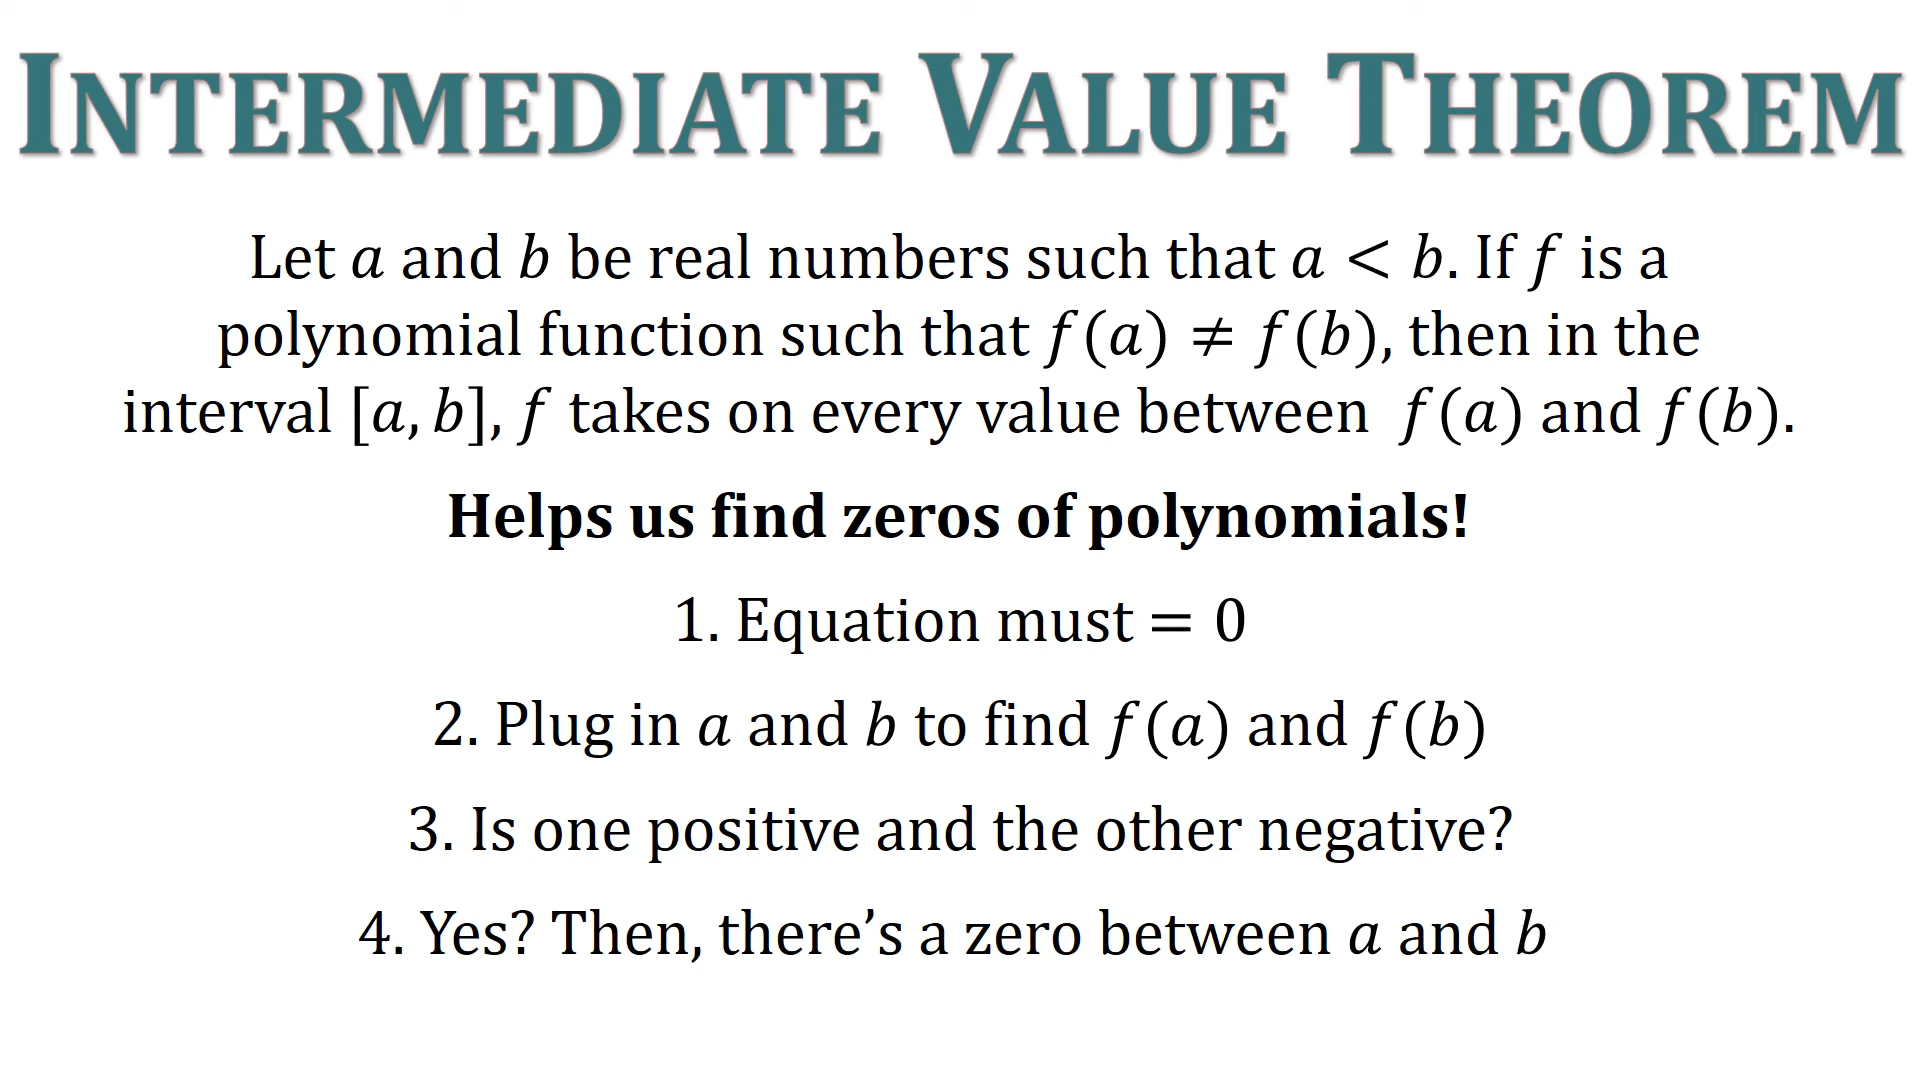 INTERMEDIATE VALUE THEOREM
Let a and b be real numbers such that a < b. If f is a
polynomial function such that f(a) ≠ f(b), then in the
interval [a, b], f takes on every value between f(a) and f(b).
Helps us find zeros of polynomials!
1. Equation must = 0
2. Plug in a and b to find f(a) and f(b)
3. Is one positive and the other negative?
4. Yes? Then, there’s a zero between a and b